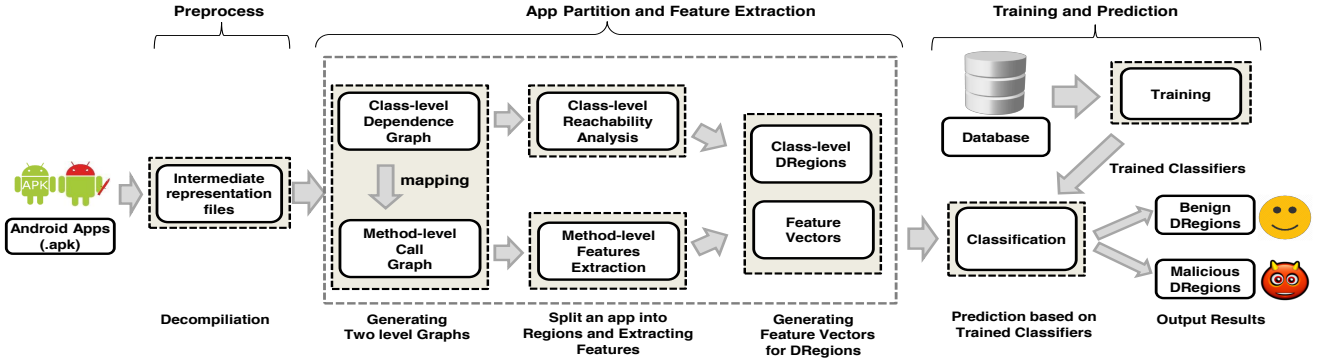 Preprocess
App Partition and Feature Extraction
Training and Prediction
APK
Android Apps
(.apk)
Intermediate
representation
files
Decompiliation
Class-level
Dependence
Graph
mapping
Method-level
Call
Graph
Generating
Two level Graphs
Class-level
Reachability
Analysis
Method-level
Features
Extraction
Split an app into
Regions and Extracting
Features
Class-level
DRegions
Feature
Vectors
Generating
Feature Vectors
for DRegions
Database
Training
Trained Classifiers
Classification
Prediction based on
Trained Classifiers
Benign
DRegions
Malicious
DRegions
Output Results